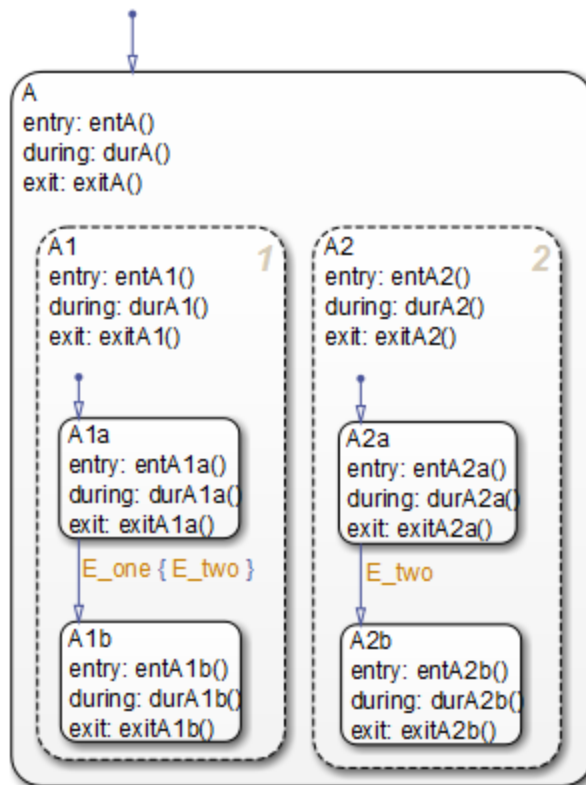 A
entry: entA()
during: durA()
exit: exitA()
A1
1
entry: entA1()
during: durA1()
exit: exitA1()
A2
2
entry: entA2()
during: durA2()
exit: exitA2()
A1a
entry: entA1a()
during: durA1a()
exit: exitA1a()
A2a
entry: entA2a()
during: durA2a()
exit: exitA2a()
E_one { E_two }
E_two
A1b
entry: entA1b()
during: durA1b()
exit: exitA1b()
A2b
entry: entA2b()
during: durA2b()
exit: exitA2b()